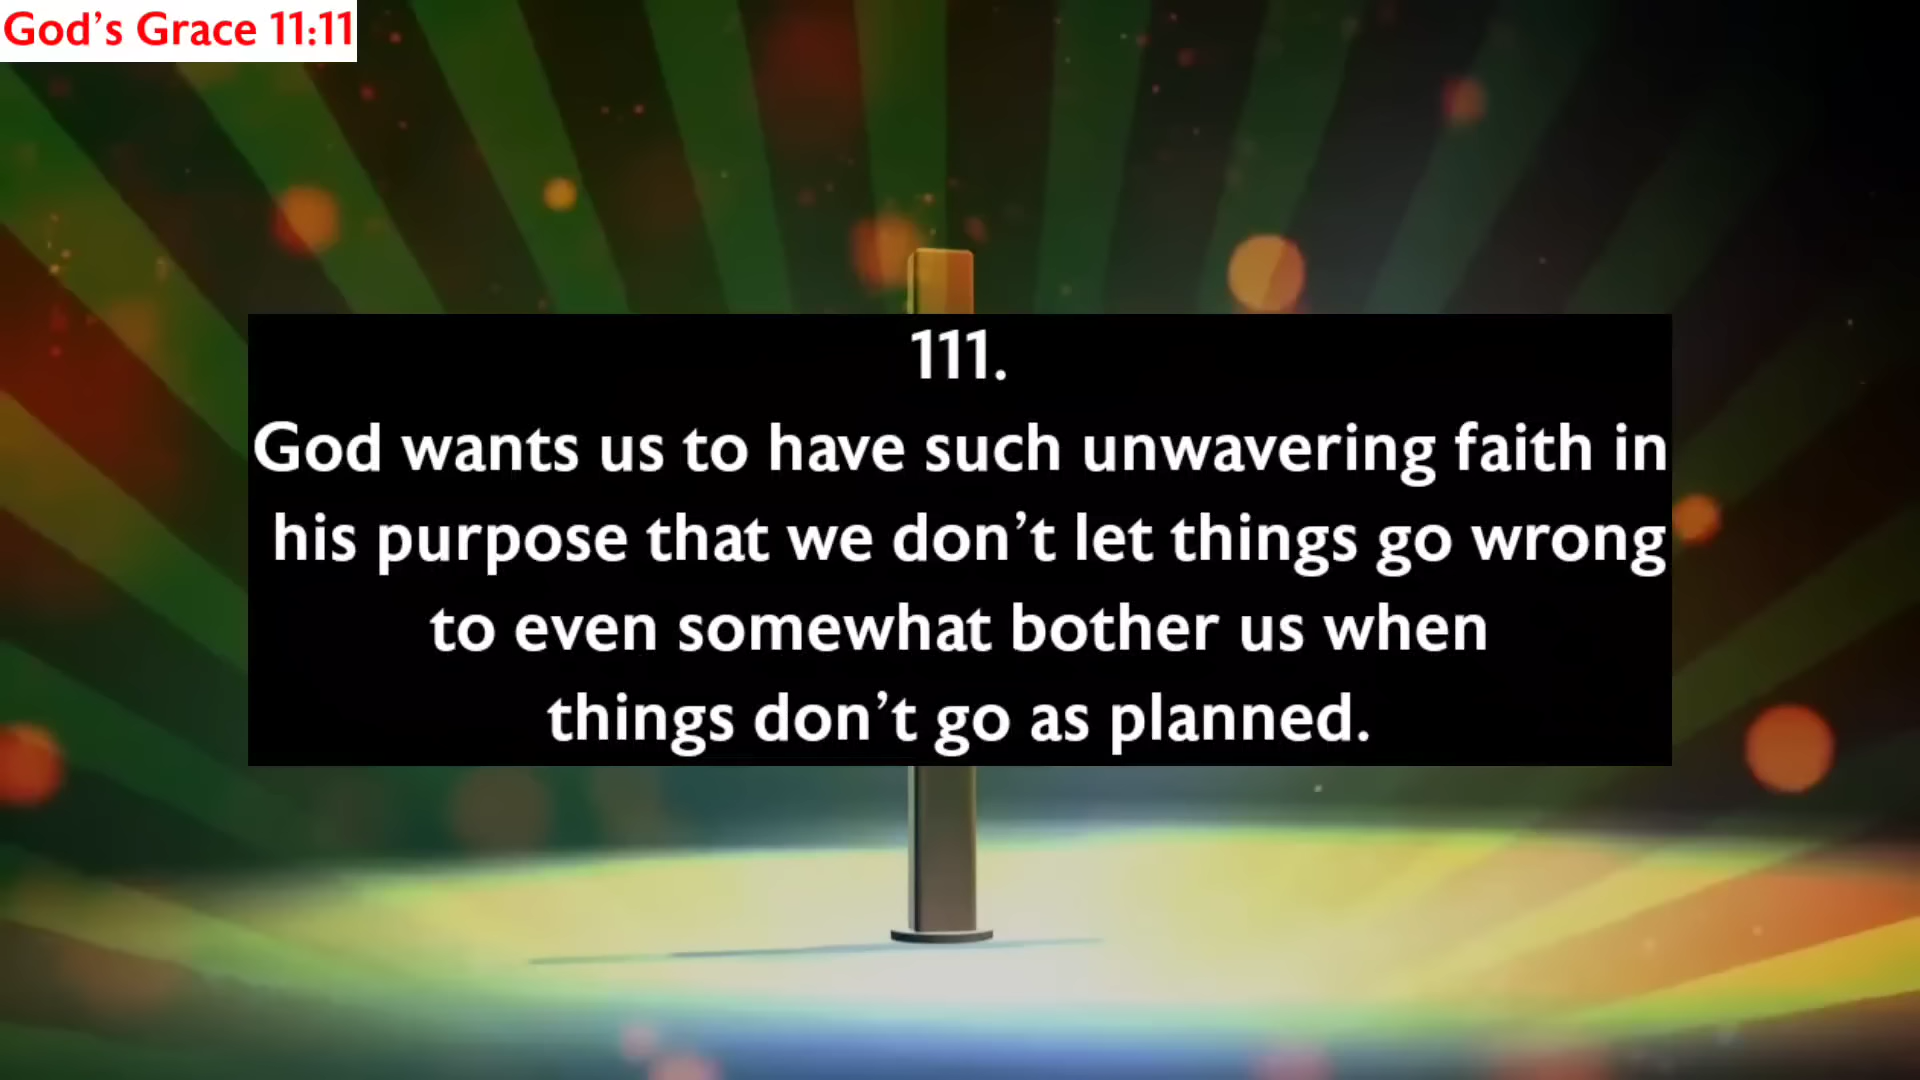 God’s Grace 11:11
111.
God wants us to have such unwavering faith in
his purpose that we don’t let things go wrong
to even somewhat bother us when
things don’t go as planned.